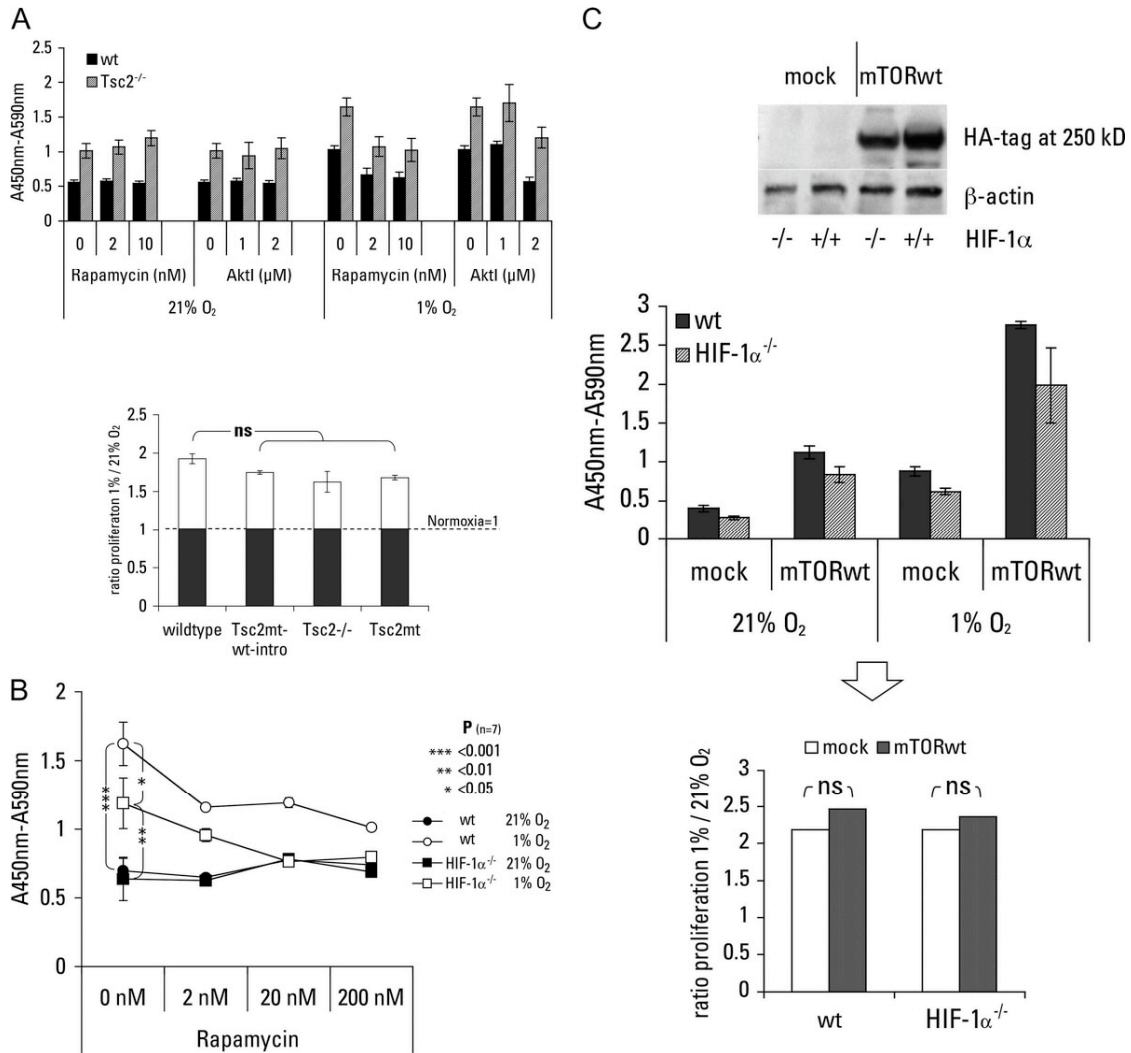 A
A450nm-A590nm
2.5
2
1.5
1
0.5
0
wt
Tsc2-/-
0 2 10 0 1 2 0 2 10 0 1 2
Rapamycin (nM) AktI (µM) Rapamycin (nM) AktI (µM)
21% O2 1% O2
ratio proliferaton 1% / 21% O2
2.5
2
1.5
1
0.5
0
ns
Normoxia=1
wildtype Tsc2mt-wt-intro Tsc2-/- Tsc2mt
B
A450nm-A590nm
2
1.5
1
0.5
0
***
*
**
P (n=7)
*** <0.001
** <0.01
* <0.05
wt 21% O2
wt 1% O2
HIF-1α-/- 21% O2
HIF-1α-/- 1% O2
0 nM 2 nM 20 nM 200 nM
Rapamycin
C
mock mTORwt
HA-tag at 250 kD
β-actin
-/- +/+ -/- +/+ HIF-1α
A450nm-A590nm
3
2.5
2
1.5
1
0.5
0
wt
HIF-1α-/-
mock mTORwt mock mTORwt
21% O2 1% O2
ratio proliferation 1% / 21% O2
mock mTORwt
3
2.5
2
1.5
1
0.5
0
ns ns
wt HIF-1α-/-